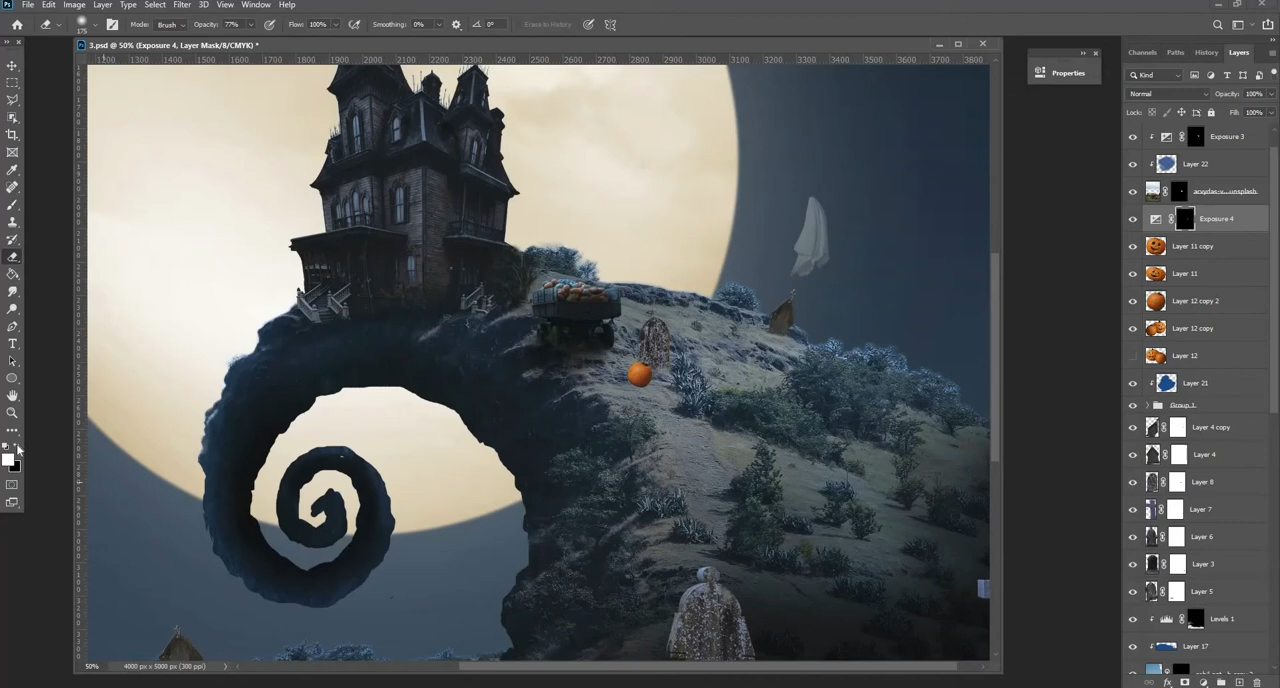 File Edit Image Layer Type Select Filter 3D View Window Help
175 Mode: Brush Opacity: 77% Flow: 100% Smoothing: 0% 0° Erase to History
3.psd @ 50% (Exposure 4, Layer Mask/8/CMYK) *
1200 1300 1400 1500 1600 1700 1800 1900 2000 2100 2200 2300 2400 2500 2600 2700 2800 2900 3000 3100 3200 3300 3400 3500 3600 3700 3800
Properties
Channels Paths History Layers
Kind
Normal Opacity: 100%
Lock: Fill: 100%
Exposure 3
Layer 22
Exposure 4
Layer 11 copy
Layer 11
Layer 12 copy 2
Layer 12 copy
Layer 12
Layer 21
Group 1
Layer 4 copy
Layer 4
Layer 8
Layer 7
Layer 6
Layer 3
Layer 5
Levels 1
Layer 17
50% 4000 px x 5000 px (300 ppi)